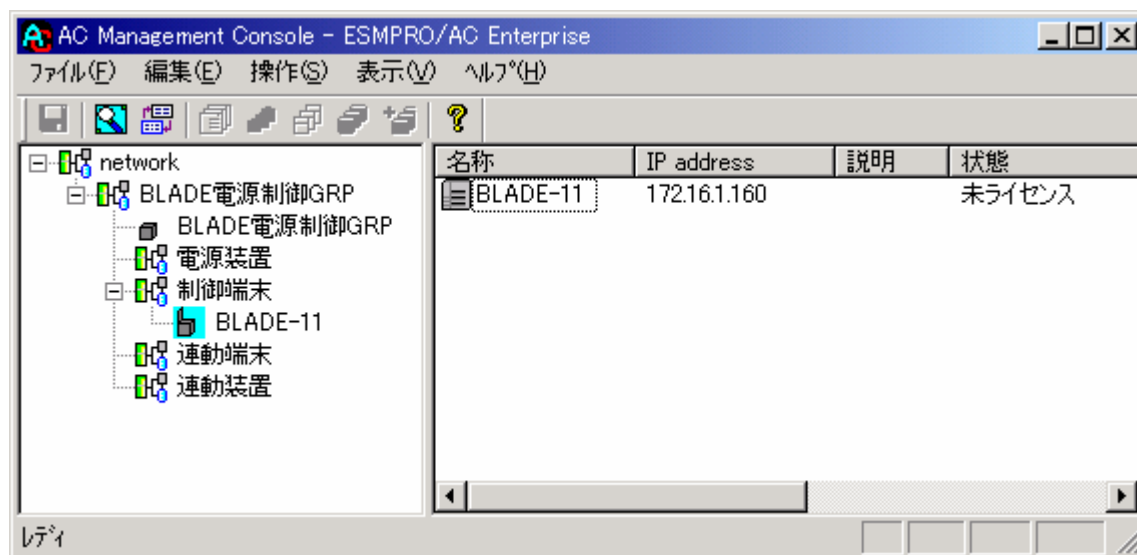 AC Management Console - ESMPRO/AC Enterprise
ﾌｧｲﾙ(F) 編集(E) 操作(S) 表示(V) ﾍﾙﾌﾟ(H)
network
BLADE電源制御GRP
BLADE電源制御GRP
電源装置
制御端末
BLADE-11
連動端末
連動装置
名称 IP address 説明 状態
BLADE-11 172.16.1.160 未ライセンス
ﾚﾃﾞｨ